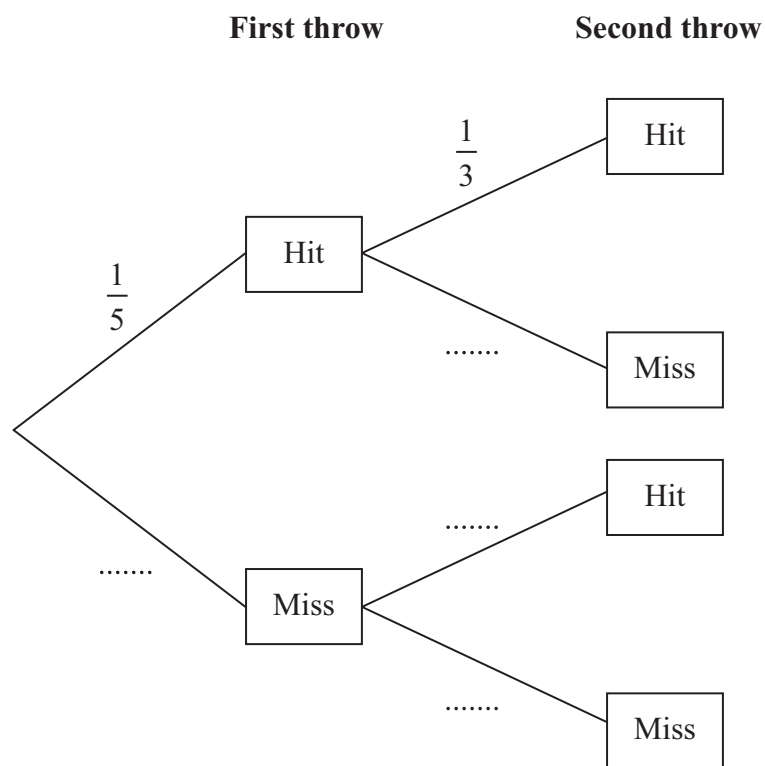 First throw Second throw
Hit
1
3
Hit
1
5
.......
Miss
Hit
.......
.......
Miss
.......
Miss